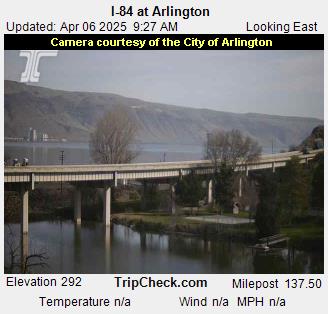 I-84 at Arlington
Updated: Apr 06 2025 9:27 AM Looking East
Camera courtesy of the City of Arlington
Elevation 292 TripCheck.com Milepost 137.50
Temperature n/a Wind n/a MPH n/a